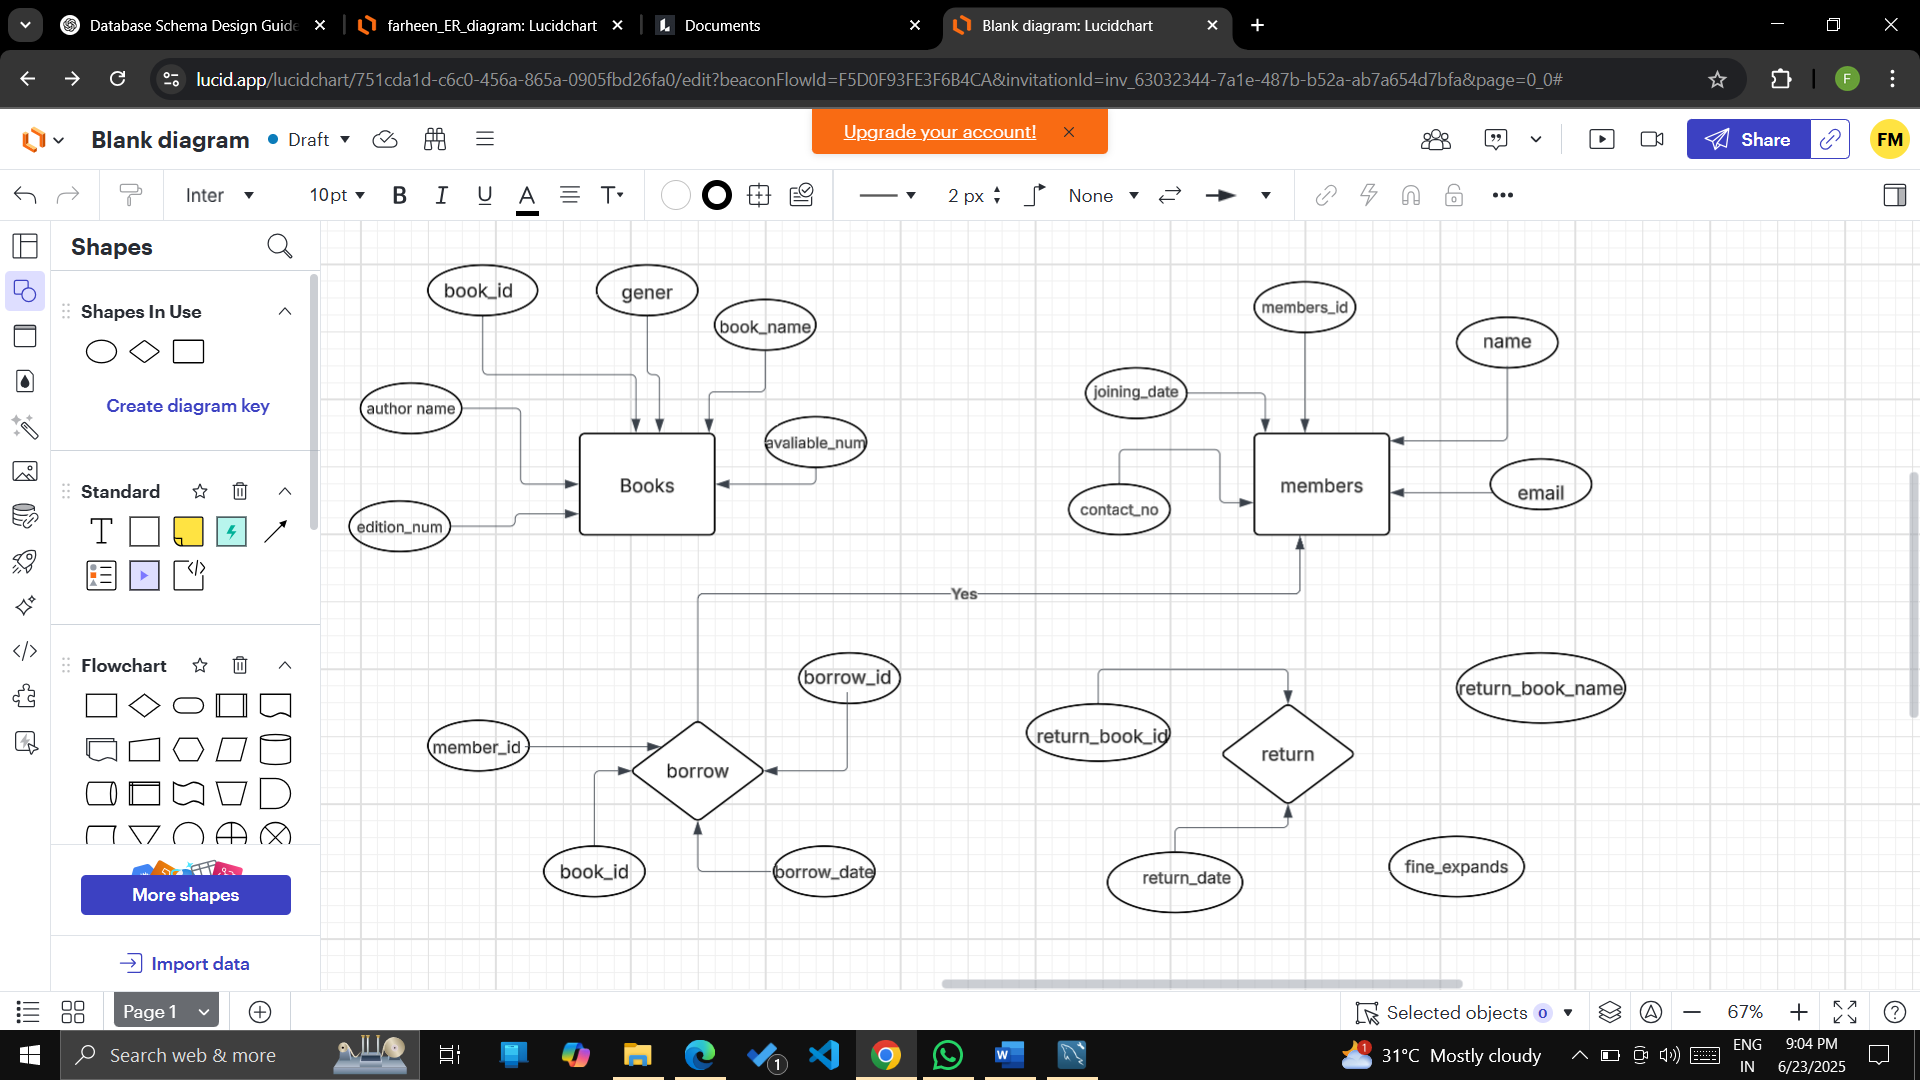 Database Schema Design Guide
farheen_ER_diagram: Lucidchart
Documents
Blank diagram: Lucidchart
lucid.app/lucidchart/751cda1d-c6c0-456a-865a-0905fbd26fa0/edit?beaconFlowId=F5D0F93FE3F6B4CA&invitationId=inv_63032344-7a1e-487b-b52a-ab7a654d7bfa&page=0_0#
F
Blank diagram
Draft
Upgrade your account!
Share
FM
Inter
10pt
B
I
U
A
T
2 px
None
Shapes
Shapes In Use
Create diagram key
Standard
T
Flowchart
More shapes
Import data
book_id
gener
book_name
author name
avaliable_num
Books
edition_num
members_id
name
joining_date
members
email
contact_no
Yes
borrow_id
member_id
borrow
book_id
borrow_date
return_book_name
return_book_id
return
return_date
fine_expands
Page 1
Selected objects
0
67%
Search web & more
1
1
31°C Mostly cloudy
ENG
IN
9:04 PM
6/23/2025